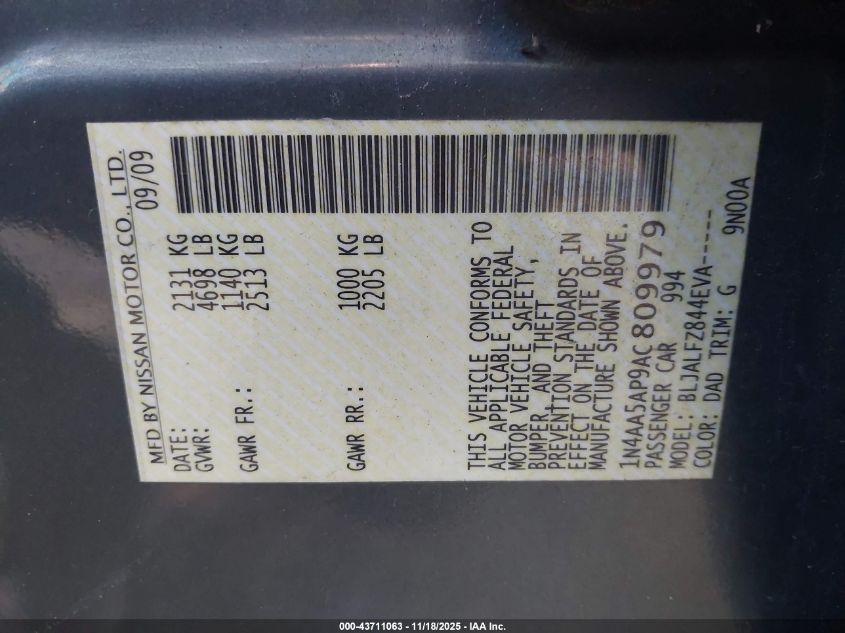 MFD BY NISSAN MOTOR CO., LTD.
DATE: 09/09
GVWR: 2131 KG
4698 LB
GAWR FR.: 1140 KG
2513 LB
GAWR RR.: 1000 KG
2205 LB
THIS VEHICLE CONFORMS TO
ALL APPLICABLE FEDERAL
MOTOR VEHICLE SAFETY,
BUMPER, AND THEFT
PREVENTION STANDARDS IN
EFFECT ON THE DATE OF
MANUFACTURE SHOWN ABOVE.
1N4AA5AP9AC809979
PASSENGER CAR 994
MODEL: BLJALFZ844EVA-----
COLOR: DAD TRIM: G 9N00A
000-43711063 - 11/18/2025 - IAA Inc.